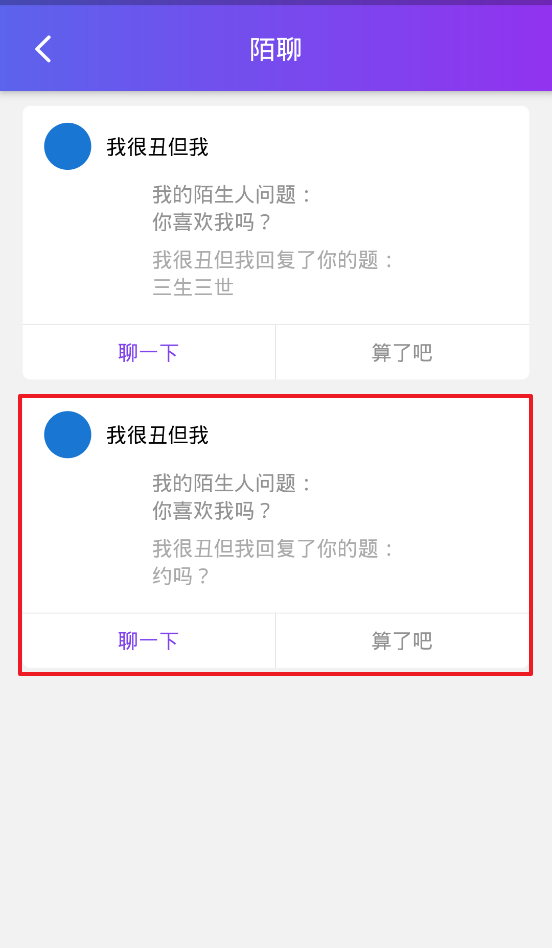 陌聊
我很丑但我
我的陌生人问题：
你喜欢我吗？
我很丑但我回复了你的题：
三生三世
聊一下
算了吧
我很丑但我
我的陌生人问题：
你喜欢我吗？
我很丑但我回复了你的题：
约吗？
聊一下
算了吧